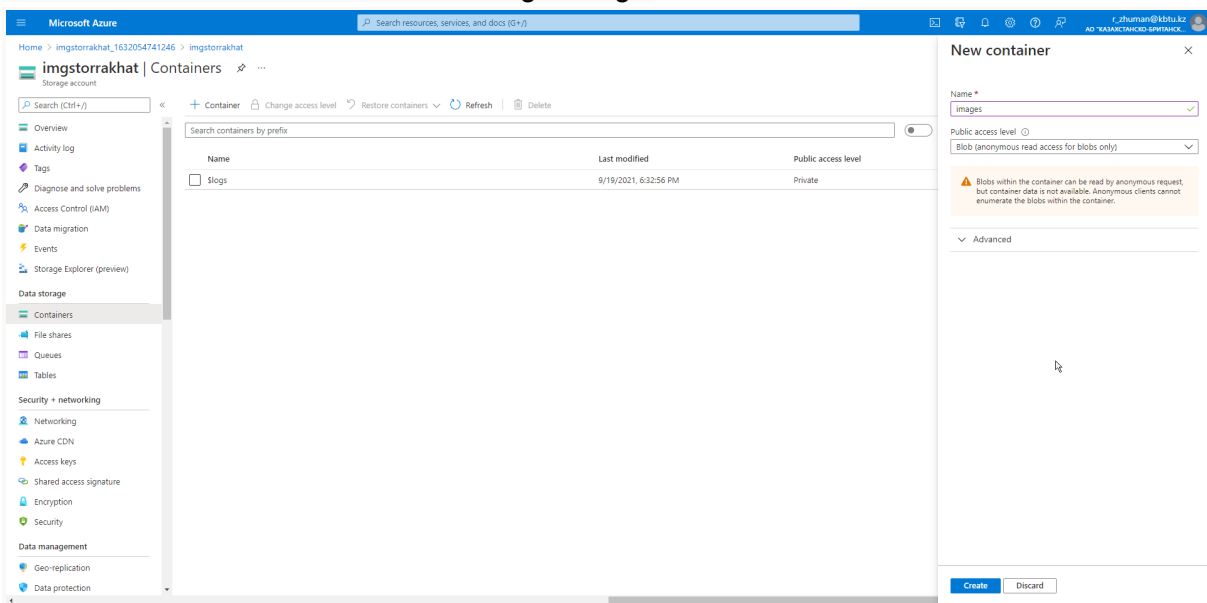 Microsoft Azure
Search resources, services, and docs (G+/)
r_zhuman@kbtu.kz
АО "КАЗАХСТАНСКО-БРИТАНСК...
Home > imgstorrakhat_1632054741246 > imgstorrakhat
imgstorrakhat | Containers
Storage account
Search (Ctrl+/)
Overview
Activity log
Tags
Diagnose and solve problems
Access Control (IAM)
Data migration
Events
Storage Explorer (preview)
Data storage
Containers
File shares
Queues
Tables
Security + networking
Networking
Azure CDN
Access keys
Shared access signature
Encryption
Security
Data management
Geo-replication
Data protection
Container Change access level Restore containers Refresh Delete
Search containers by prefix
Name Last modified Public access level
$logs 9/19/2021, 6:32:56 PM Private
New container
Name *
images
Public access level
Blob (anonymous read access for blobs only)
Blobs within the container can be read by anonymous request,
but container data is not available. Anonymous clients cannot
enumerate the blobs within the container.
Advanced
Create Discard